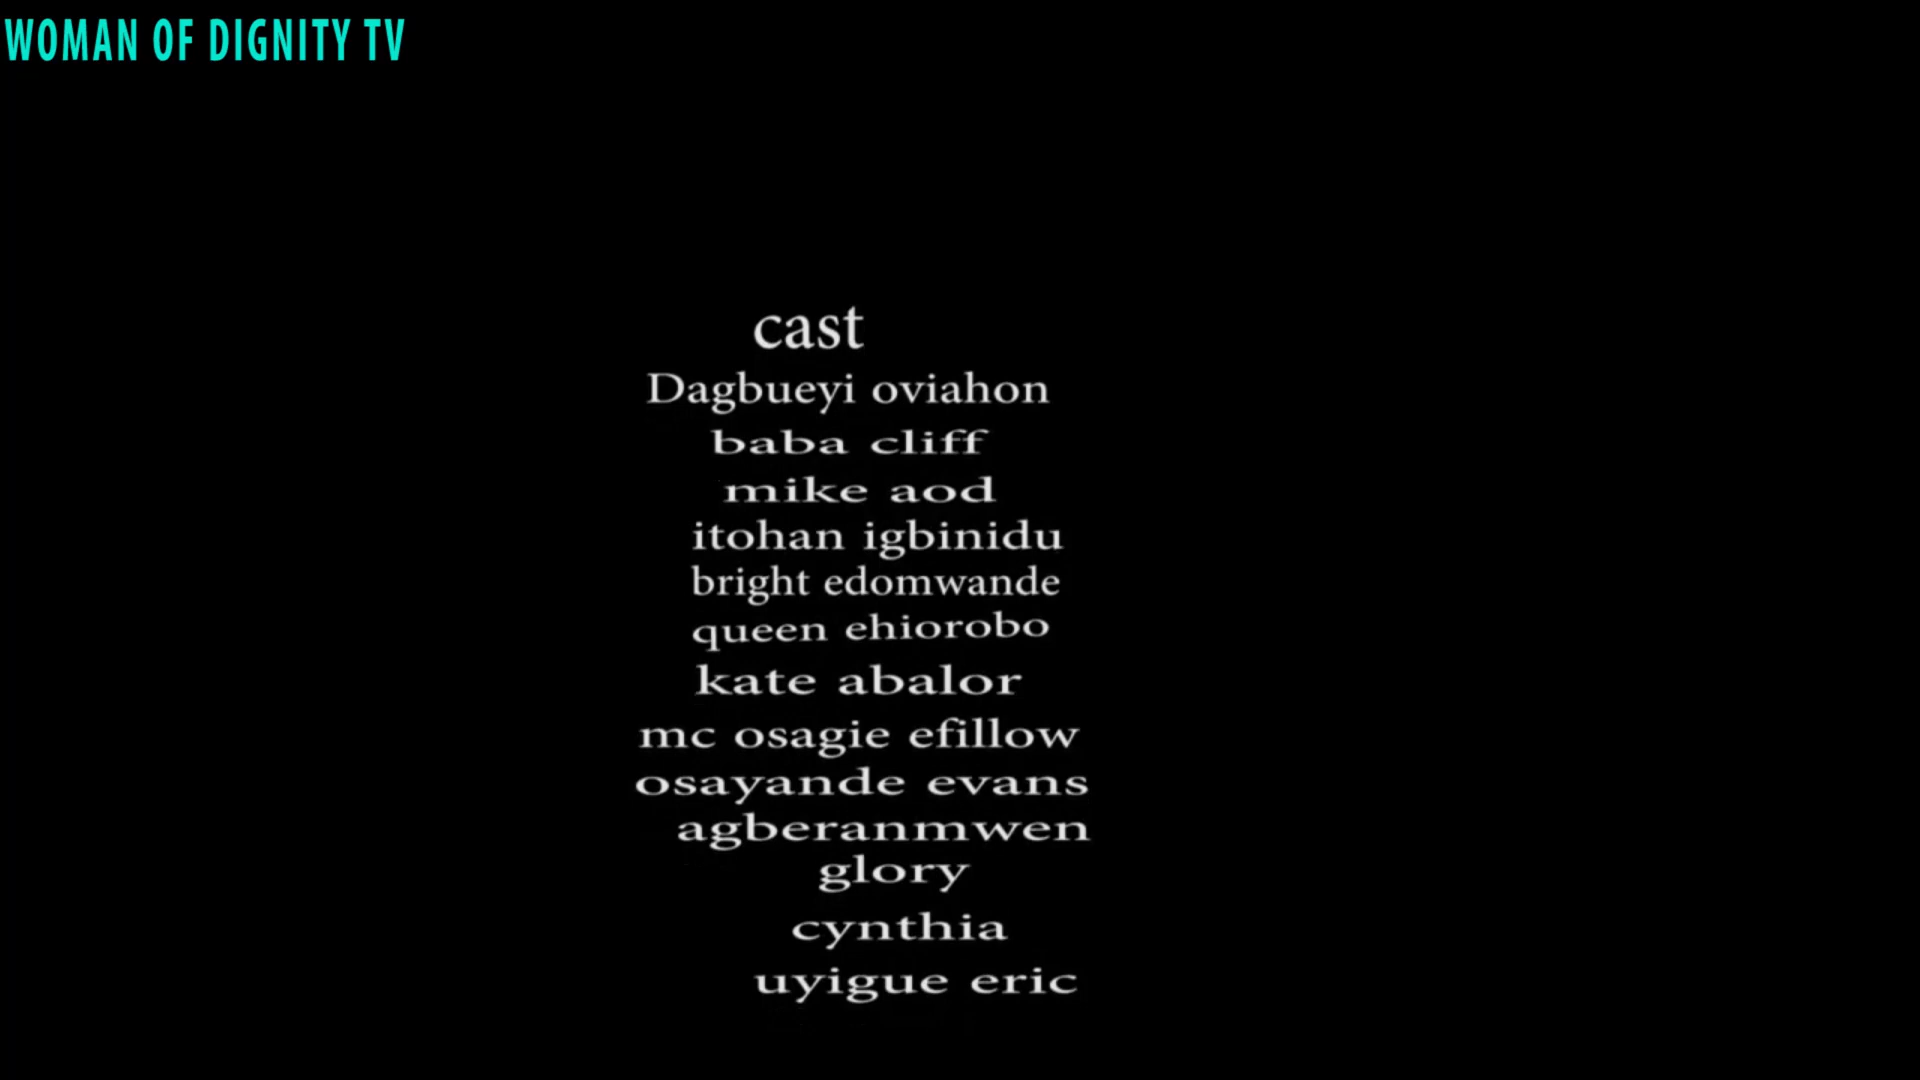 WOMAN OF DIGNITY TV
cast
Dagbueyi oviahon
baba cliff
mike aod
itohan igbinidu
bright edomwande
queen ehiorobo
kate abalor
mc osagie efillow
osayande evans
agberanmwen
glory
cynthia
uyigue eric